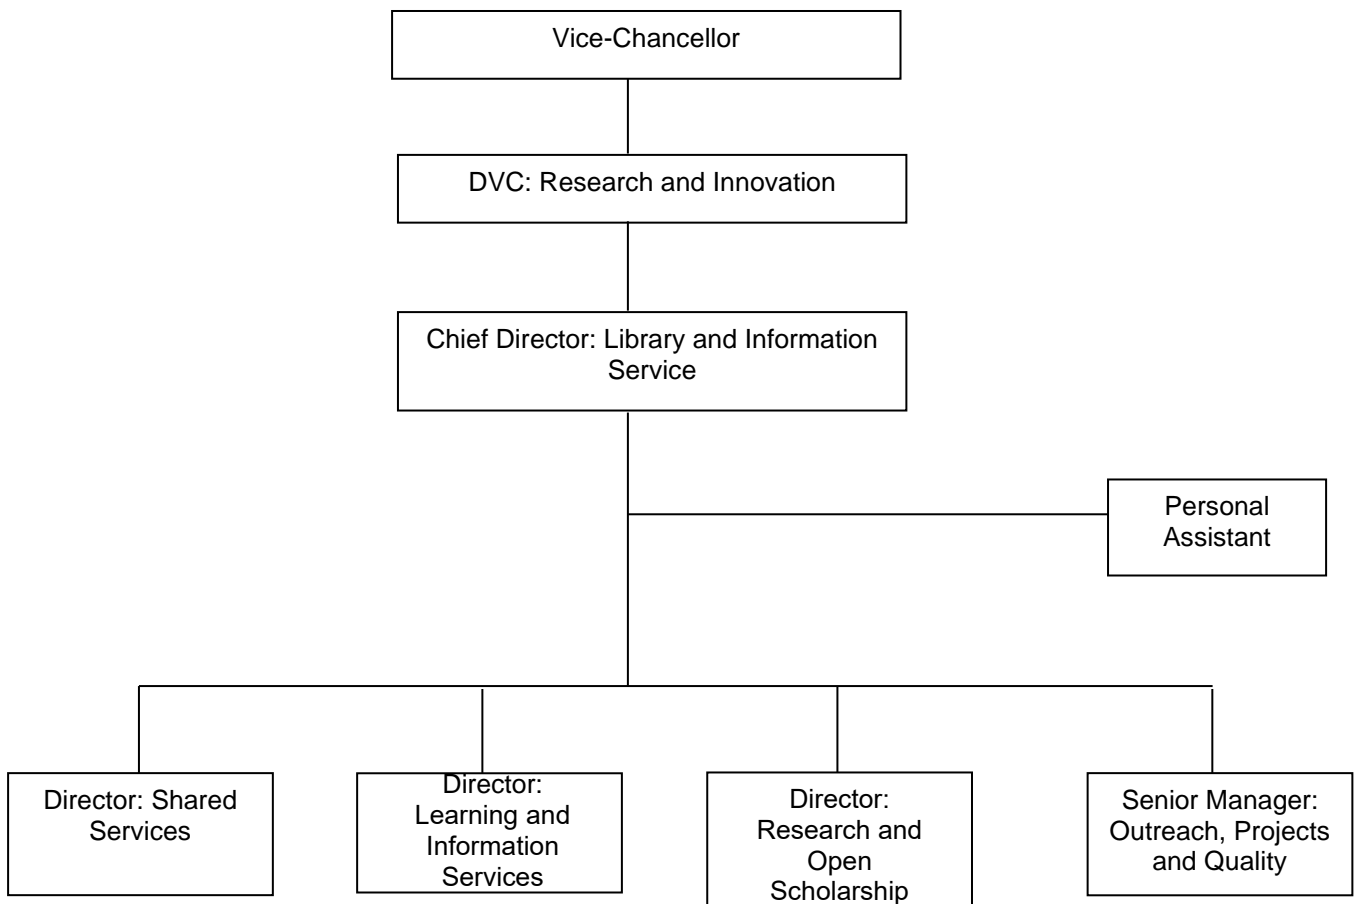 Vice-Chancellor
DVC: Research and Innovation
Chief Director: Library and Information
Service
Personal
Assistant
Director: Shared
Services
Director:
Learning and
Information
Services
Director:
Research and
Open
Scholarship
Senior Manager:
Outreach, Projects
and Quality